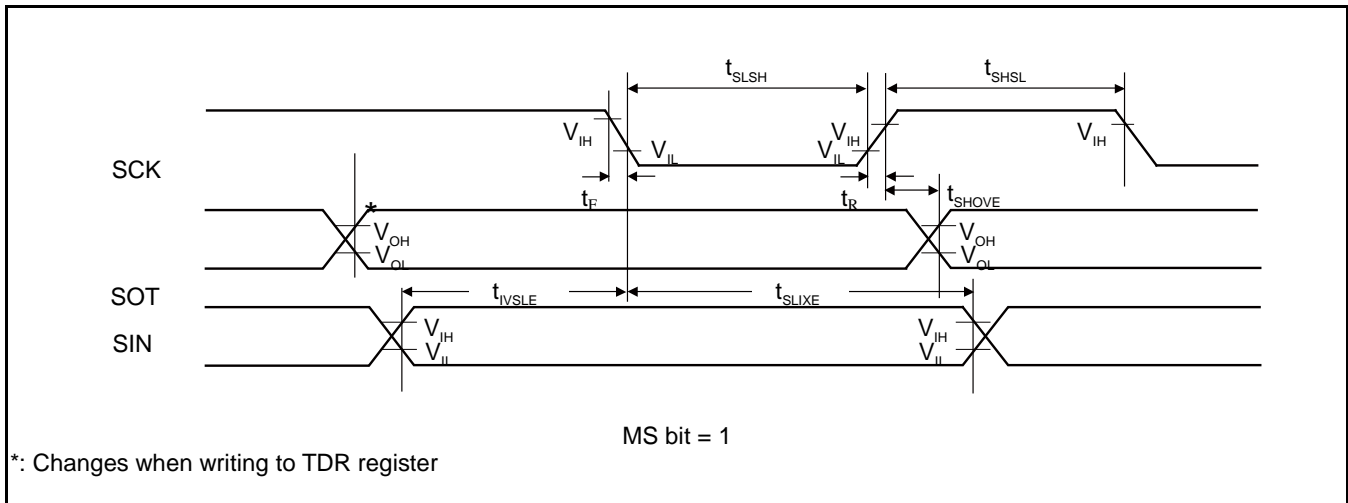 tSLSH
tSHSL
VIH
VIL
VIL
VIH
VIH
SCK
tF
tR
tSHOVE
*
VOH
VOL
VOH
VOL
SOT
tIVSLE
tSLIXE
SIN
VIH
VIL
VIH
VIL
MS bit = 1
*: Changes when writing to TDR register